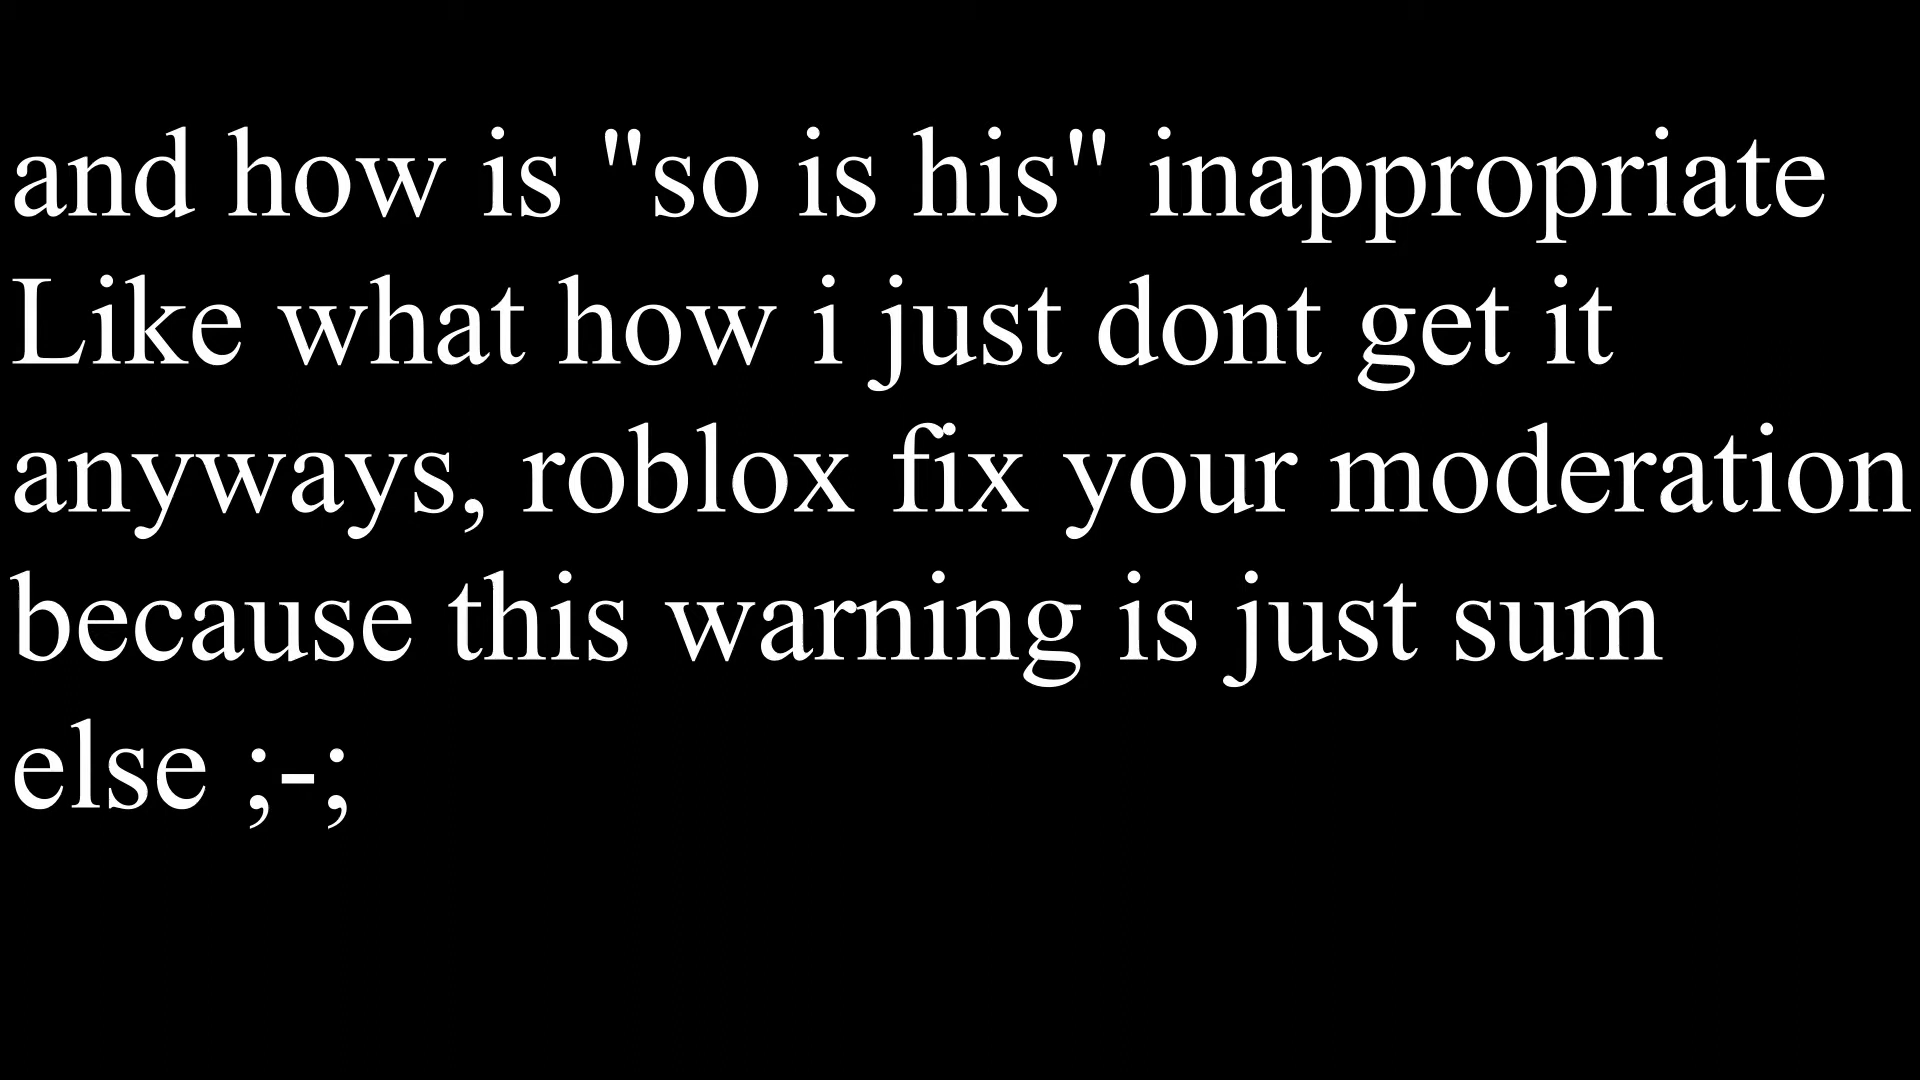 and how is "so is his" inappropriate
Like what how i just dont get it
anyways, roblox fix your moderation
because this warning is just sum
else ;-;